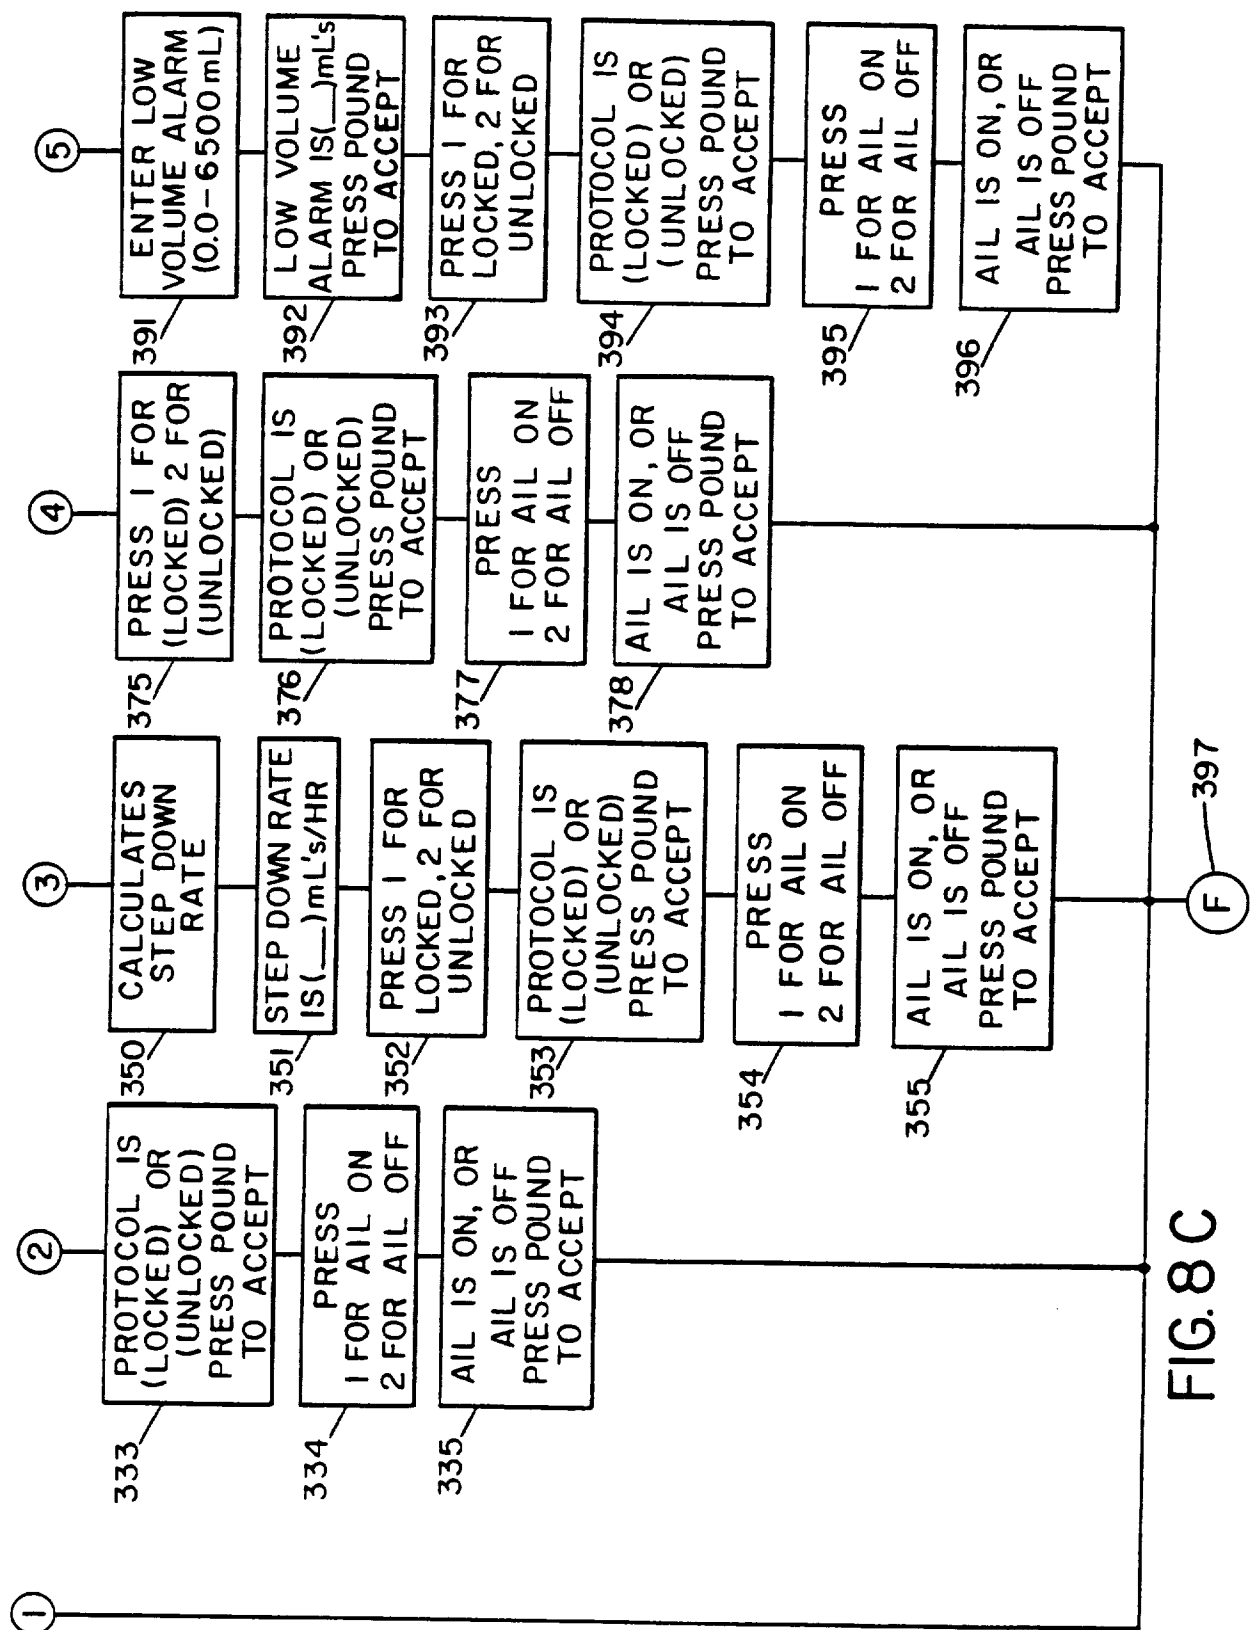 1
2
333
PROTOCOL IS
(LOCKED) OR
(UNLOCKED)
PRESS POUND
TO ACCEPT
334
PRESS
1 FOR AIL ON
2 FOR AIL OFF
335
AIL IS ON, OR
AIL IS OFF
PRESS POUND
TO ACCEPT
3
350
CALCULATES
STEP DOWN
RATE
351
STEP DOWN RATE
IS(__)mL's/HR
352
PRESS 1 FOR
LOCKED, 2 FOR
UNLOCKED
353
PROTOCOL IS
(LOCKED) OR
(UNLOCKED)
PRESS POUND
TO ACCEPT
354
PRESS
1 FOR AIL ON
2 FOR AIL OFF
355
AIL IS ON, OR
AIL IS OFF
PRESS POUND
TO ACCEPT
4
375
PRESS 1 FOR
(LOCKED) 2 FOR
(UNLOCKED)
376
PROTOCOL IS
(LOCKED) OR
(UNLOCKED)
PRESS POUND
TO ACCEPT
377
PRESS
1 FOR AIL ON
2 FOR AIL OFF
378
AIL IS ON, OR
AIL IS OFF
PRESS POUND
TO ACCEPT
5
391
ENTER LOW
VOLUME ALARM
(0.0-6500mL)
392
LOW VOLUME
ALARM IS(__)mL's
PRESS POUND
TO ACCEPT
393
PRESS 1 FOR
LOCKED, 2 FOR
UNLOCKED
394
PROTOCOL IS
(LOCKED) OR
(UNLOCKED)
PRESS POUND
TO ACCEPT
395
PRESS
1 FOR AIL ON
2 FOR AIL OFF
396
AIL IS ON, OR
AIL IS OFF
PRESS POUND
TO ACCEPT
F
397
FIG. 8C